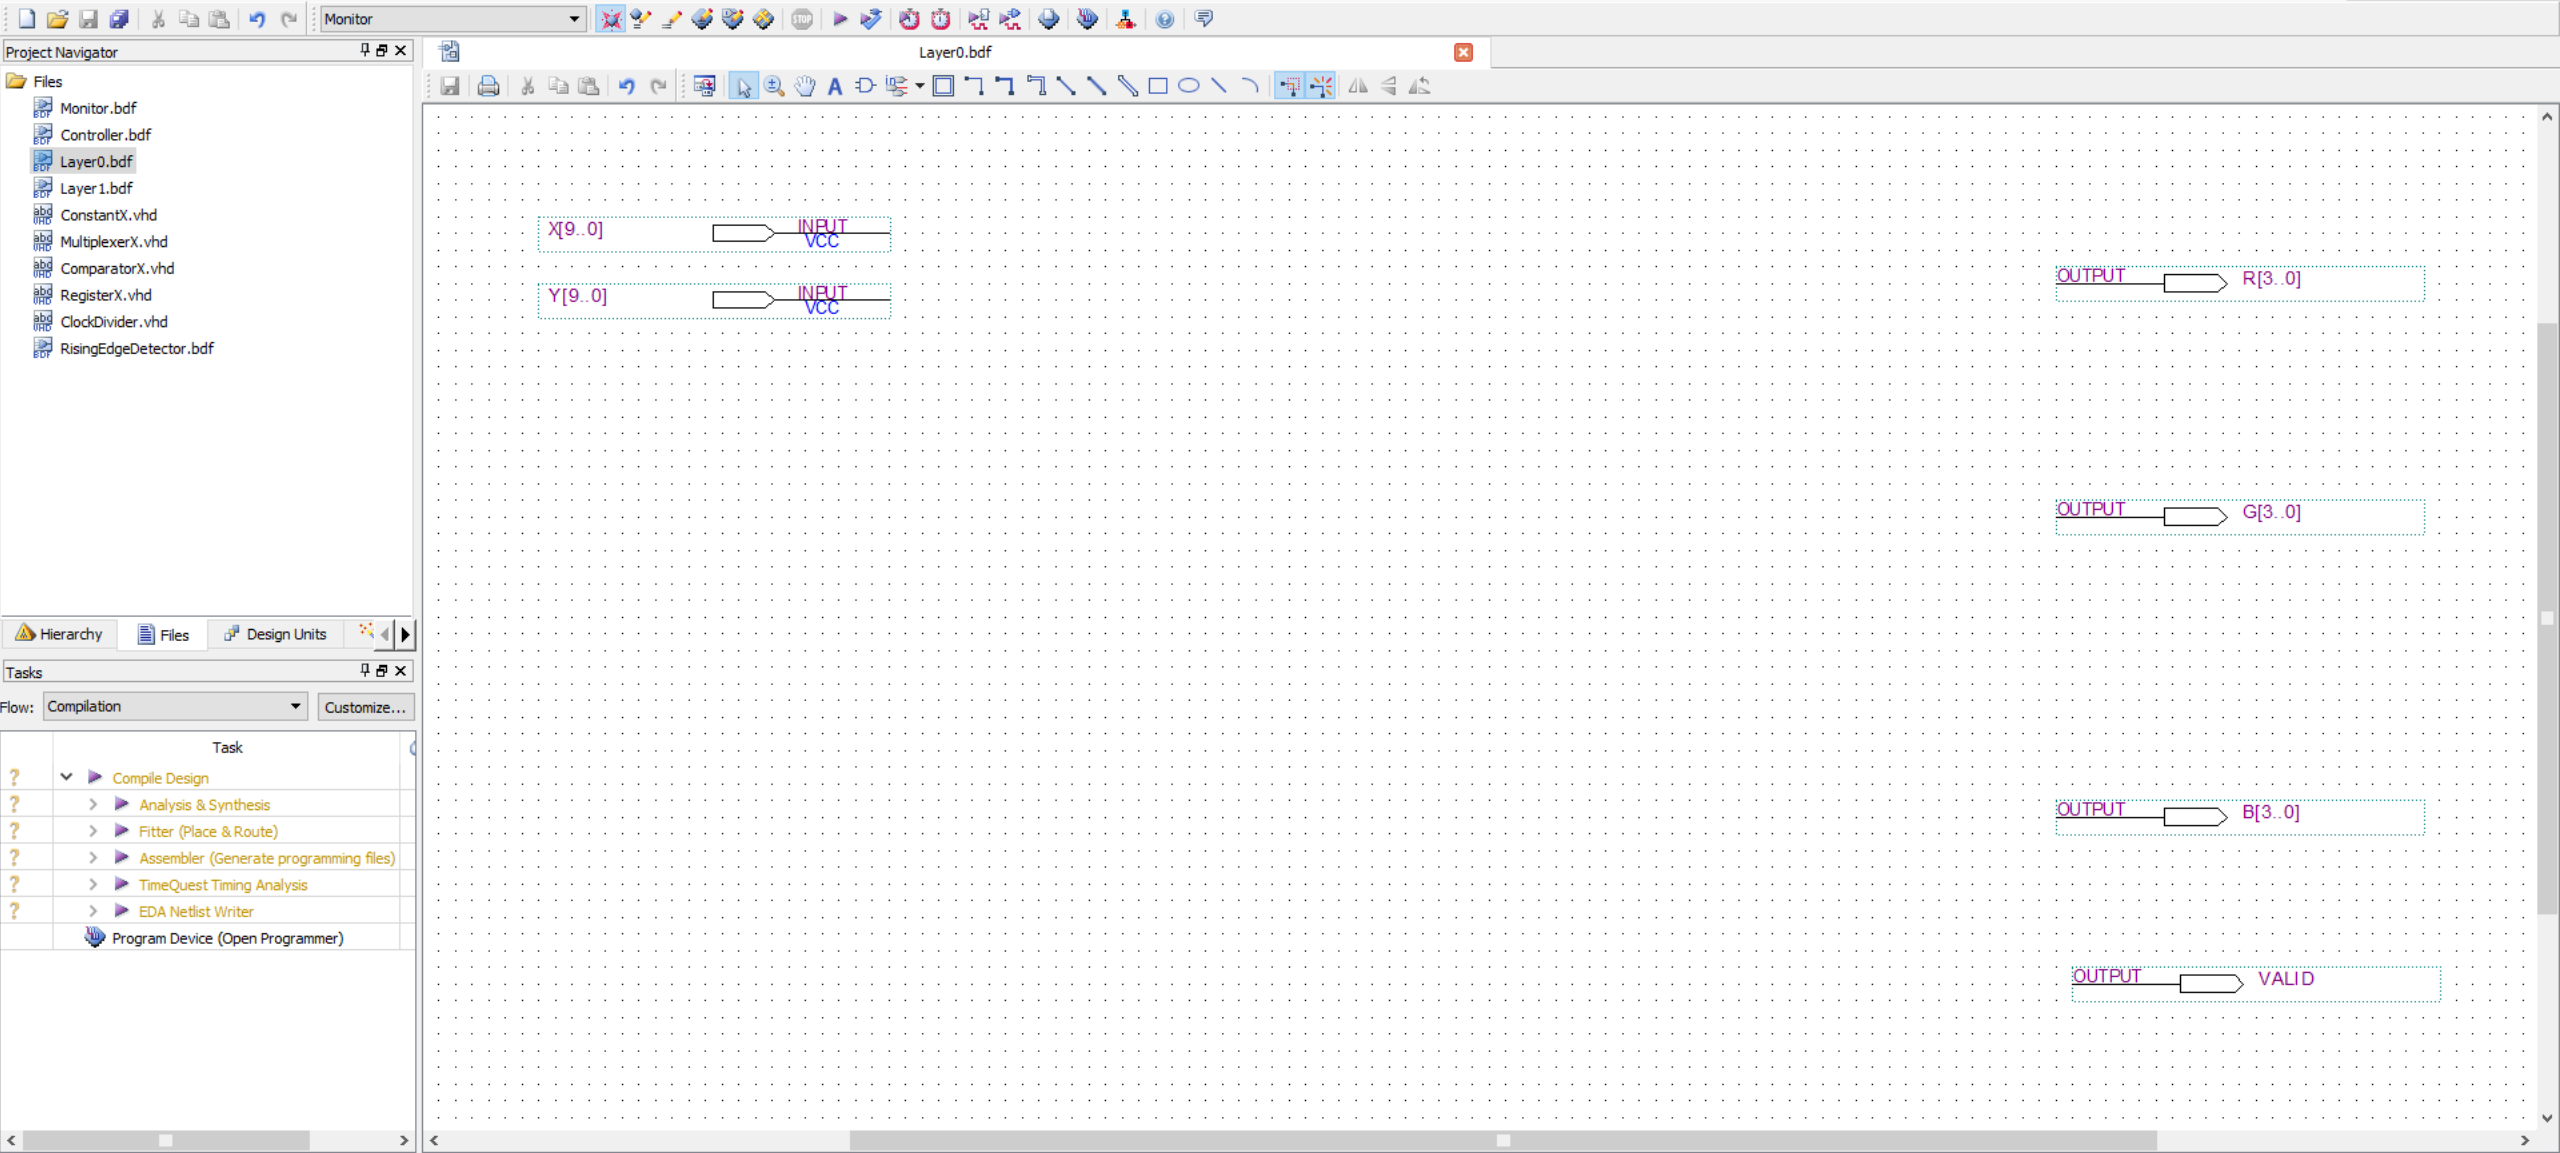 Monitor
STOP
Project Navigator
Layer0.bdf
Files
Monitor.bdf
Controller.bdf
Layer0.bdf
Layer1.bdf
ConstantX.vhd
MultiplexerX.vhd
ComparatorX.vhd
RegisterX.vhd
ClockDivider.vhd
RisingEdgeDetector.bdf
Hierarchy
Files
Design Units
Tasks
Flow:
Compilation
Customize...
Task
Compile Design
Analysis & Synthesis
Fitter (Place & Route)
Assembler (Generate programming files)
TimeQuest Timing Analysis
EDA Netlist Writer
Program Device (Open Programmer)
X[9..0]
INPUT
VCC
Y[9..0]
INPUT
VCC
OUTPUT
R[3..0]
OUTPUT
G[3..0]
OUTPUT
B[3..0]
OUTPUT
VALID